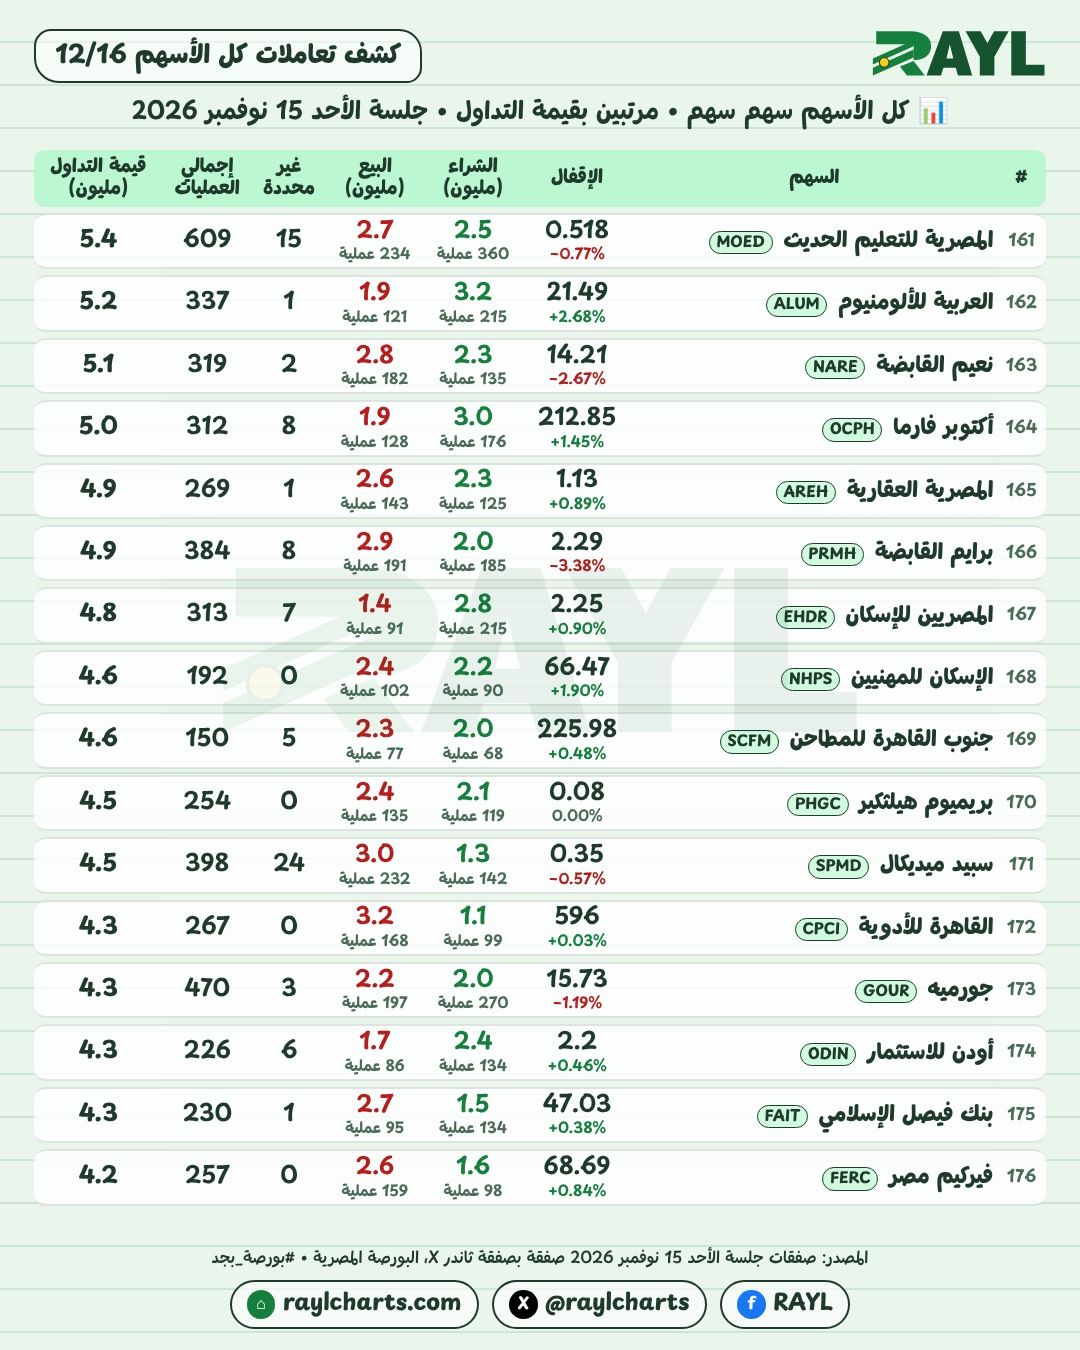 RAYL
كشف تعاملات كل الأسهم 12/16
📊 كل الأسهم سهم سهم • مرتبين بقيمة التداول • جلسة الأحد 15 نوفمبر 2026
# السهم الإقفال الشراء (مليون) البيع (مليون) غير محددة إجمالي العمليات قيمة التداول (مليون)
161 المصرية للتعليم الحديث MOED 0.518 2.5 2.7 15 609 5.4
-0.77% 360 عملية 234 عملية
162 العربية للألومنيوم ALUM 21.49 3.2 1.9 1 337 5.2
+2.68% 215 عملية 121 عملية
163 نعيم القابضة NARE 14.21 2.3 2.8 2 319 5.1
-2.67% 135 عملية 182 عملية
164 أكتوبر فارما OCPH 212.85 3.0 1.9 8 312 5.0
+1.45% 176 عملية 128 عملية
165 المصرية العقارية AREH 1.13 2.3 2.6 1 269 4.9
+0.89% 125 عملية 143 عملية
166 برايم القابضة PRMH 2.29 2.0 2.9 8 384 4.9
-3.38% 185 عملية 191 عملية
167 المصريين للإسكان EHDR 2.25 2.8 1.4 7 313 4.8
+0.90% 215 عملية 91 عملية
168 الإسكان للمهنيين NHPS 66.47 2.2 2.4 0 192 4.6
+1.90% 90 عملية 102 عملية
169 جنوب القاهرة للمطاحن SCFM 225.98 2.0 2.3 5 150 4.6
+0.48% 68 عملية 77 عملية
170 بريميوم هيلثكير PHGC 0.08 2.1 2.4 0 254 4.5
0.00% 119 عملية 135 عملية
171 سبيد ميديكال SPMD 0.35 1.3 3.0 24 398 4.5
-0.57% 142 عملية 232 عملية
172 القاهرة للأدوية CPCI 596 1.1 3.2 0 267 4.3
+0.03% 99 عملية 168 عملية
173 جورميه GOUR 15.73 2.0 2.2 3 470 4.3
-1.19% 270 عملية 197 عملية
174 أودن للاستثمار ODIN 2.2 2.4 1.7 6 226 4.3
+0.46% 134 عملية 86 عملية
175 بنك فيصل الإسلامي FAIT 47.03 1.5 2.7 1 230 4.3
+0.38% 134 عملية 95 عملية
176 فيركيم مصر FERC 68.69 1.6 2.6 0 257 4.2
+0.84% 98 عملية 159 عملية
RAYL
المصدر: صفقات جلسة الأحد 15 نوفمبر 2026 صفقة بصفقة ثاندر X، البورصة المصرية • #بورصة_بجد
raylcharts.com
X @raylcharts
f RAYL